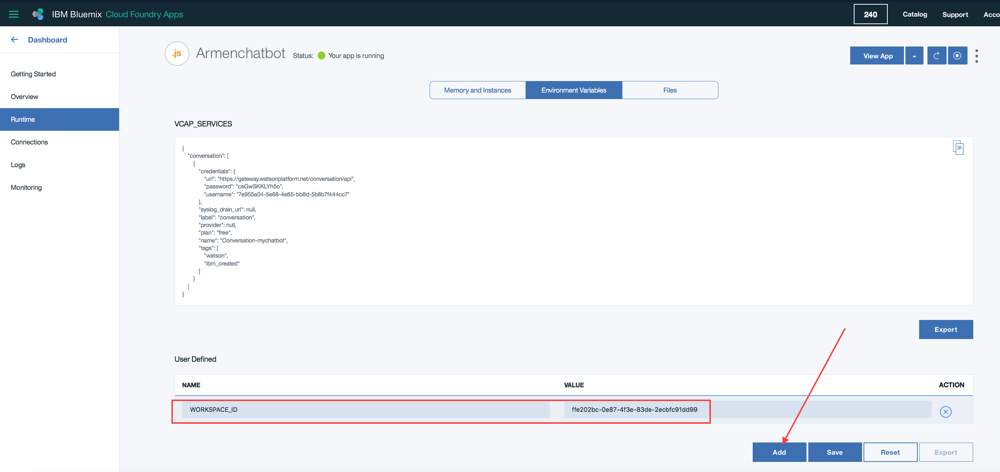 IBM Bluemix Cloud Foundry Apps
240 Catalog Support Acco
Dashboard
Getting Started
Overview
Runtime
Connections
Logs
Monitoring
.js Armenchatbot Status: Your app is running
View App
Memory and Instances Environment Variables Files
VCAP_SERVICES
{
"conversation": [
{
"credentials": {
"url": "https://gateway.watsonplatform.net/conversation/api",
"password": "ceGwSKKLYh5o",
"username": "7e955a04-5e68-4e65-bb8d-5b8b7f444cc7"
},
"syslog_drain_url": null,
"label": "conversation",
"provider": null,
"plan": "free",
"name": "Conversation-mychatbot",
"tags": [
"watson",
"ibm_created"
]
}
]
}
Export
User Defined
NAME VALUE ACTION
WORKSPACE_ID ffe202bc-0e87-4f3e-83de-2ecbfc91dd99
Add Save Reset Export